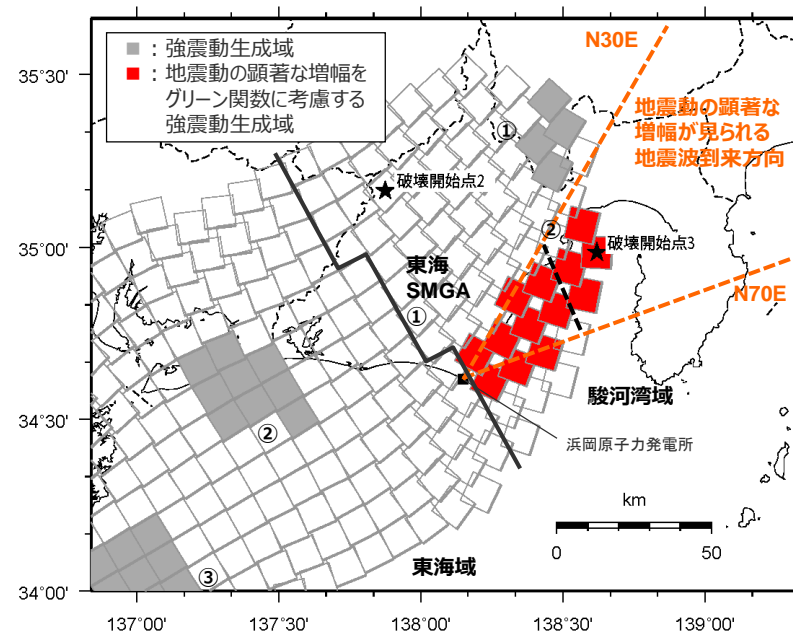 ■：強震動生成域
■：地震動の顕著な増幅を
グリーン関数に考慮する
強震動生成域
N30E
地震動の顕著な
増幅が見られる
地震波到来方向
①
破壊開始点2
②
破壊開始点3
東海
SMGA
①
N70E
駿河湾域
②
浜岡原子力発電所
km
0
50
東海域
③
35°30'
35°00'
34°30'
34°00'
137°00'
137°30'
138°00'
138°30'
139°00'